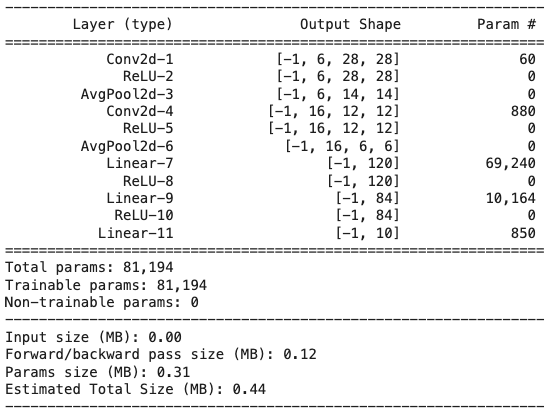 ----------------------------------------------------------------
Layer (type) Output Shape Param #
================================================================
Conv2d-1 [-1, 6, 28, 28] 60
ReLU-2 [-1, 6, 28, 28] 0
AvgPool2d-3 [-1, 6, 14, 14] 0
Conv2d-4 [-1, 16, 12, 12] 880
ReLU-5 [-1, 16, 12, 12] 0
AvgPool2d-6 [-1, 16, 6, 6] 0
Linear-7 [-1, 120] 69,240
ReLU-8 [-1, 120] 0
Linear-9 [-1, 84] 10,164
ReLU-10 [-1, 84] 0
Linear-11 [-1, 10] 850
================================================================
Total params: 81,194
Trainable params: 81,194
Non-trainable params: 0
----------------------------------------------------------------
Input size (MB): 0.00
Forward/backward pass size (MB): 0.12
Params size (MB): 0.31
Estimated Total Size (MB): 0.44
----------------------------------------------------------------